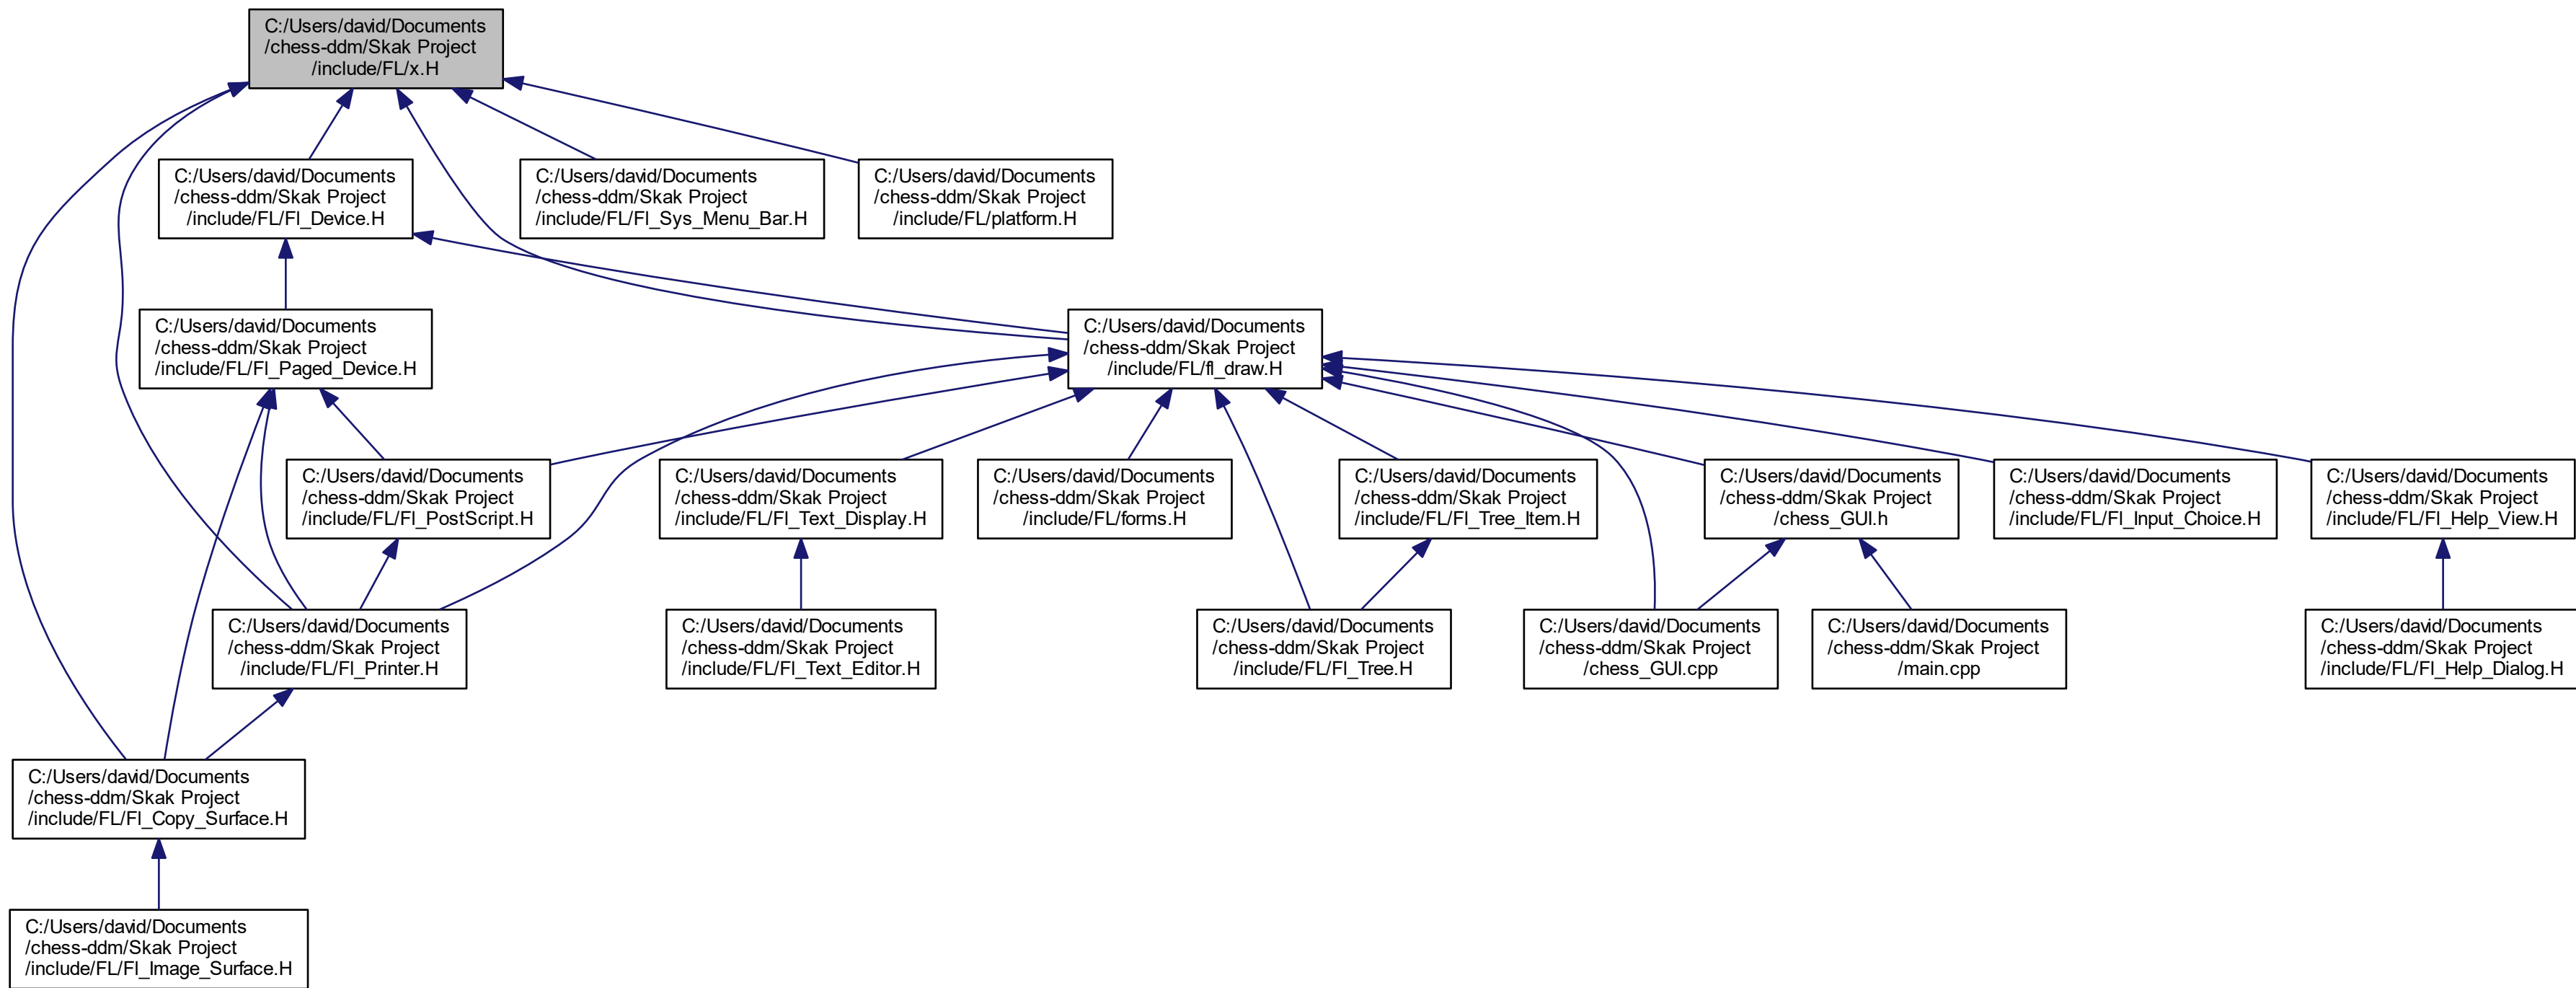 C:/Users/david/Documents
/chess-ddm/Skak Project
/include/FL/x.H
C:/Users/david/Documents
/chess-ddm/Skak Project
/include/FL/Fl_Device.H
C:/Users/david/Documents
/chess-ddm/Skak Project
/include/FL/Fl_Sys_Menu_Bar.H
C:/Users/david/Documents
/chess-ddm/Skak Project
/include/FL/platform.H
C:/Users/david/Documents
/chess-ddm/Skak Project
/include/FL/Fl_Paged_Device.H
C:/Users/david/Documents
/chess-ddm/Skak Project
/include/FL/fl_draw.H
C:/Users/david/Documents
/chess-ddm/Skak Project
/include/FL/Fl_PostScript.H
C:/Users/david/Documents
/chess-ddm/Skak Project
/include/FL/Fl_Text_Display.H
C:/Users/david/Documents
/chess-ddm/Skak Project
/include/FL/forms.H
C:/Users/david/Documents
/chess-ddm/Skak Project
/include/FL/Fl_Tree_Item.H
C:/Users/david/Documents
/chess-ddm/Skak Project
/chess_GUI.h
C:/Users/david/Documents
/chess-ddm/Skak Project
/include/FL/Fl_Input_Choice.H
C:/Users/david/Documents
/chess-ddm/Skak Project
/include/FL/Fl_Help_View.H
C:/Users/david/Documents
/chess-ddm/Skak Project
/include/FL/Fl_Printer.H
C:/Users/david/Documents
/chess-ddm/Skak Project
/include/FL/Fl_Text_Editor.H
C:/Users/david/Documents
/chess-ddm/Skak Project
/include/FL/Fl_Tree.H
C:/Users/david/Documents
/chess-ddm/Skak Project
/chess_GUI.cpp
C:/Users/david/Documents
/chess-ddm/Skak Project
/main.cpp
C:/Users/david/Documents
/chess-ddm/Skak Project
/include/FL/Fl_Help_Dialog.H
C:/Users/david/Documents
/chess-ddm/Skak Project
/include/FL/Fl_Copy_Surface.H
C:/Users/david/Documents
/chess-ddm/Skak Project
/include/FL/Fl_Image_Surface.H